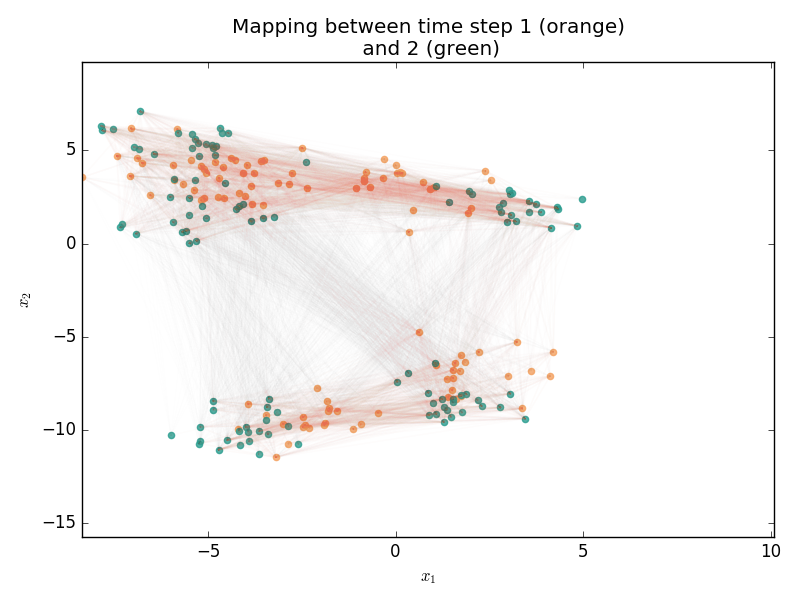 Mapping between time step 1 (orange)
and 2 (green)
5
0
−5
−10
−15
x₂
−5
0
5
10
x₁